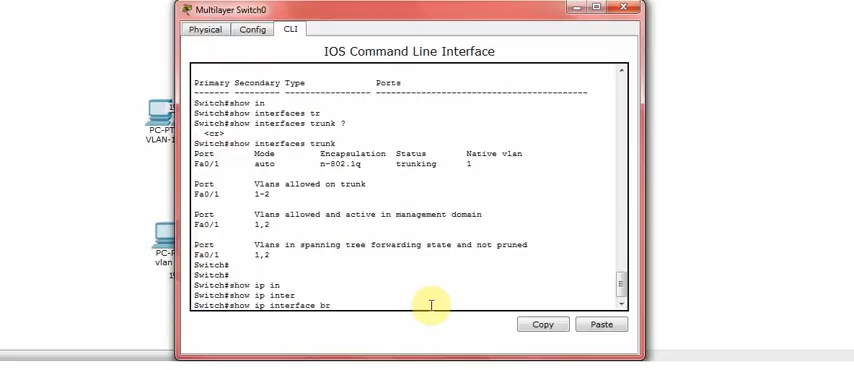 Multilayer Switch0
Physical Config CLI
IOS Command Line Interface
Primary Secondary Type Ports
------- --------- ----------------- ------------------------------------------
Switch#show in
Switch#show interfaces tr
Switch#show interfaces trunk ?
<cr>
Switch#show interfaces trunk
Port Mode Encapsulation Status Native vlan
Fa0/1 auto n-802.1q trunking 1
Port Vlans allowed on trunk
Fa0/1 1-2
Port Vlans allowed and active in management domain
Fa0/1 1,2
Port Vlans in spanning tree forwarding state and not pruned
Fa0/1 1,2
Switch#
Switch#
Switch#show ip in
Switch#show ip inter
Switch#show ip interface br
Copy Paste
PC-PT
VLAN-1
PC-P
vlan